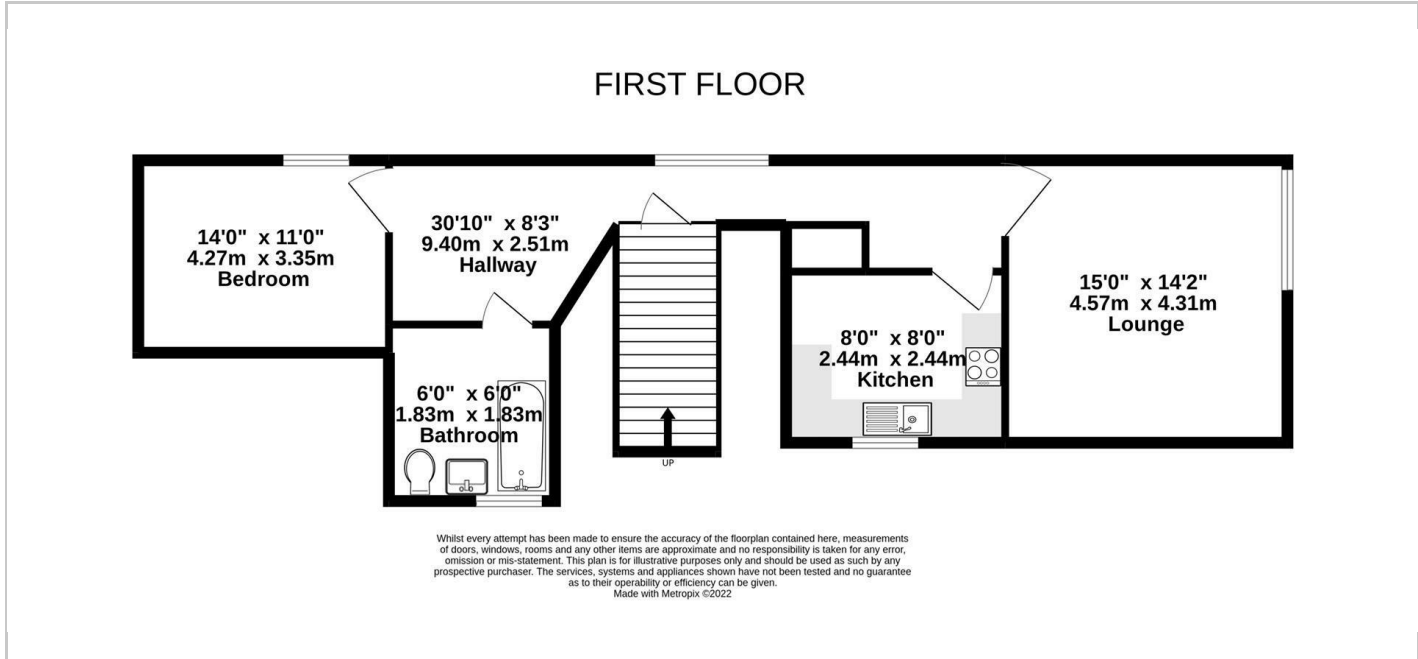 FIRST FLOOR
14'0" x 11'0"
4.27m x 3.35m
Bedroom
30'10" x 8'3"
9.40m x 2.51m
Hallway
15'0" x 14'2"
4.57m x 4.31m
Lounge
8'0" x 8'0"
2.44m x 2.44m
Kitchen
6'0" x 6'0"
1.83m x 1.83m
Bathroom
UP
Whilst every attempt has been made to ensure the accuracy of the floorplan contained here, measurements
of doors, windows, rooms and any other items are approximate and no responsibility is taken for any error,
omission or mis-statement. This plan is for illustrative purposes only and should be used as such by any
prospective purchaser. The services, systems and appliances shown have not been tested and no guarantee
as to their operability or efficiency can be given.
Made with Metropix ©2022